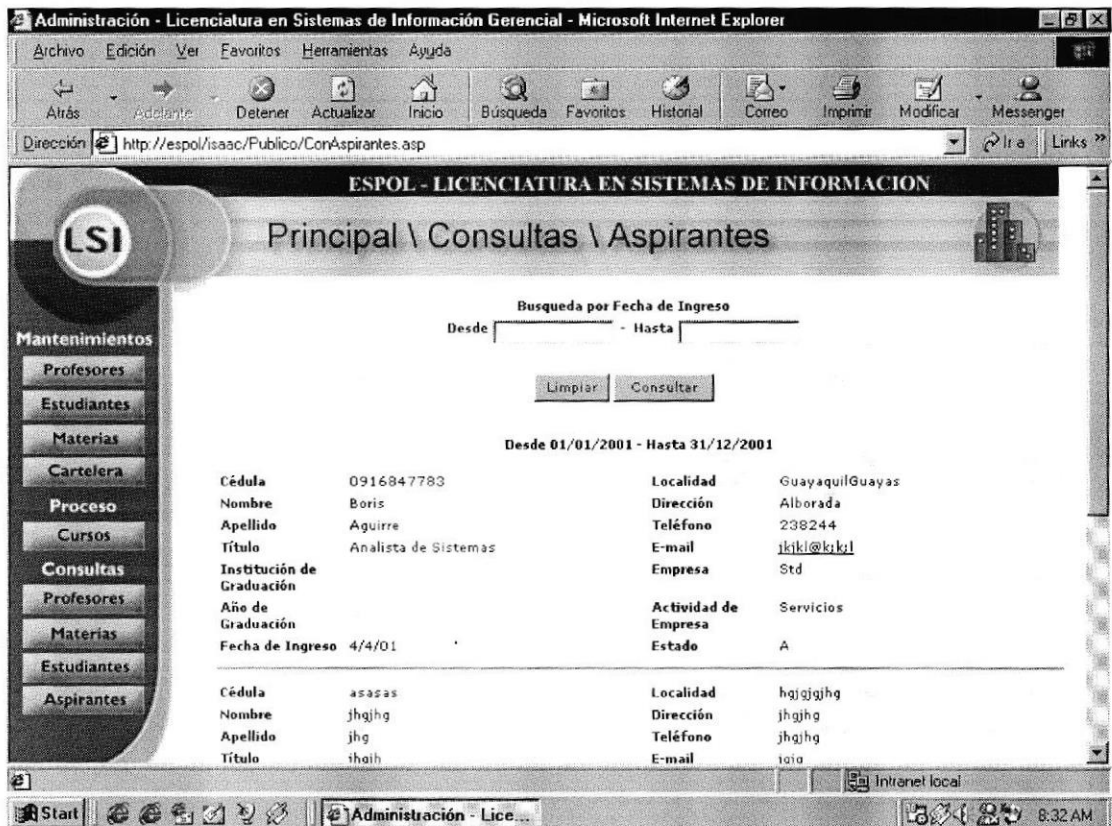 Administración - Licenciatura en Sistemas de Información Gerencial - Microsoft Internet Explorer
Archivo Edición Ver Favoritos Herramientas Ayuda
Atrás Adelante Detener Actualizar Inicio Búsqueda Favoritos Historial Correo Imprimir Modificar Messenger
Dirección http://espol/isaac/Publico/ConAspirantes.asp Ir a Links »
ESPOL - LICENCIATURA EN SISTEMAS DE INFORMACION
LSI
Principal \ Consultas \ Aspirantes
Mantenimientos
Profesores
Estudiantes
Materias
Cartelera
Proceso
Cursos
Consultas
Profesores
Materias
Estudiantes
Aspirantes
Busqueda por Fecha de Ingreso
Desde - Hasta
Limpiar Consultar
Desde 01/01/2001 - Hasta 31/12/2001
Cédula 0916847783 Localidad GuayaquilGuayas
Nombre Boris Dirección Alborada
Apellido Aguirre Teléfono 238244
Título Analista de Sistemas E-mail jkjkl@k;k;l
Institución de Graduación Empresa Std
Año de Graduación Actividad de Empresa Servicios
Fecha de Ingreso 4/4/01 Estado A
Cédula asasas Localidad
Nombre jhgjhg Dirección jhgjhg
Apellido jhg Teléfono jhgjhg
Título E-mail
Intranet local
Start Administración - Lice... 8:32 AM